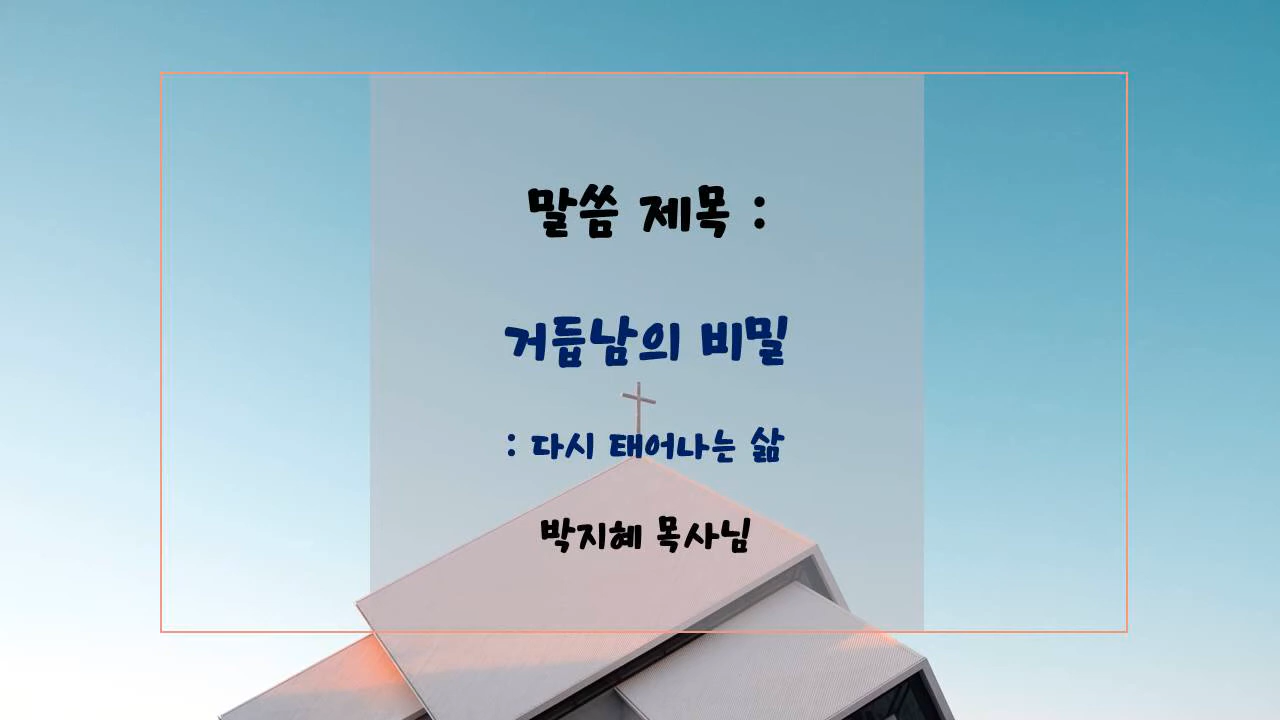 말씀 제목 :
거듭남의 비밀
: 다시 태어나는 삶
박지혜 목사님